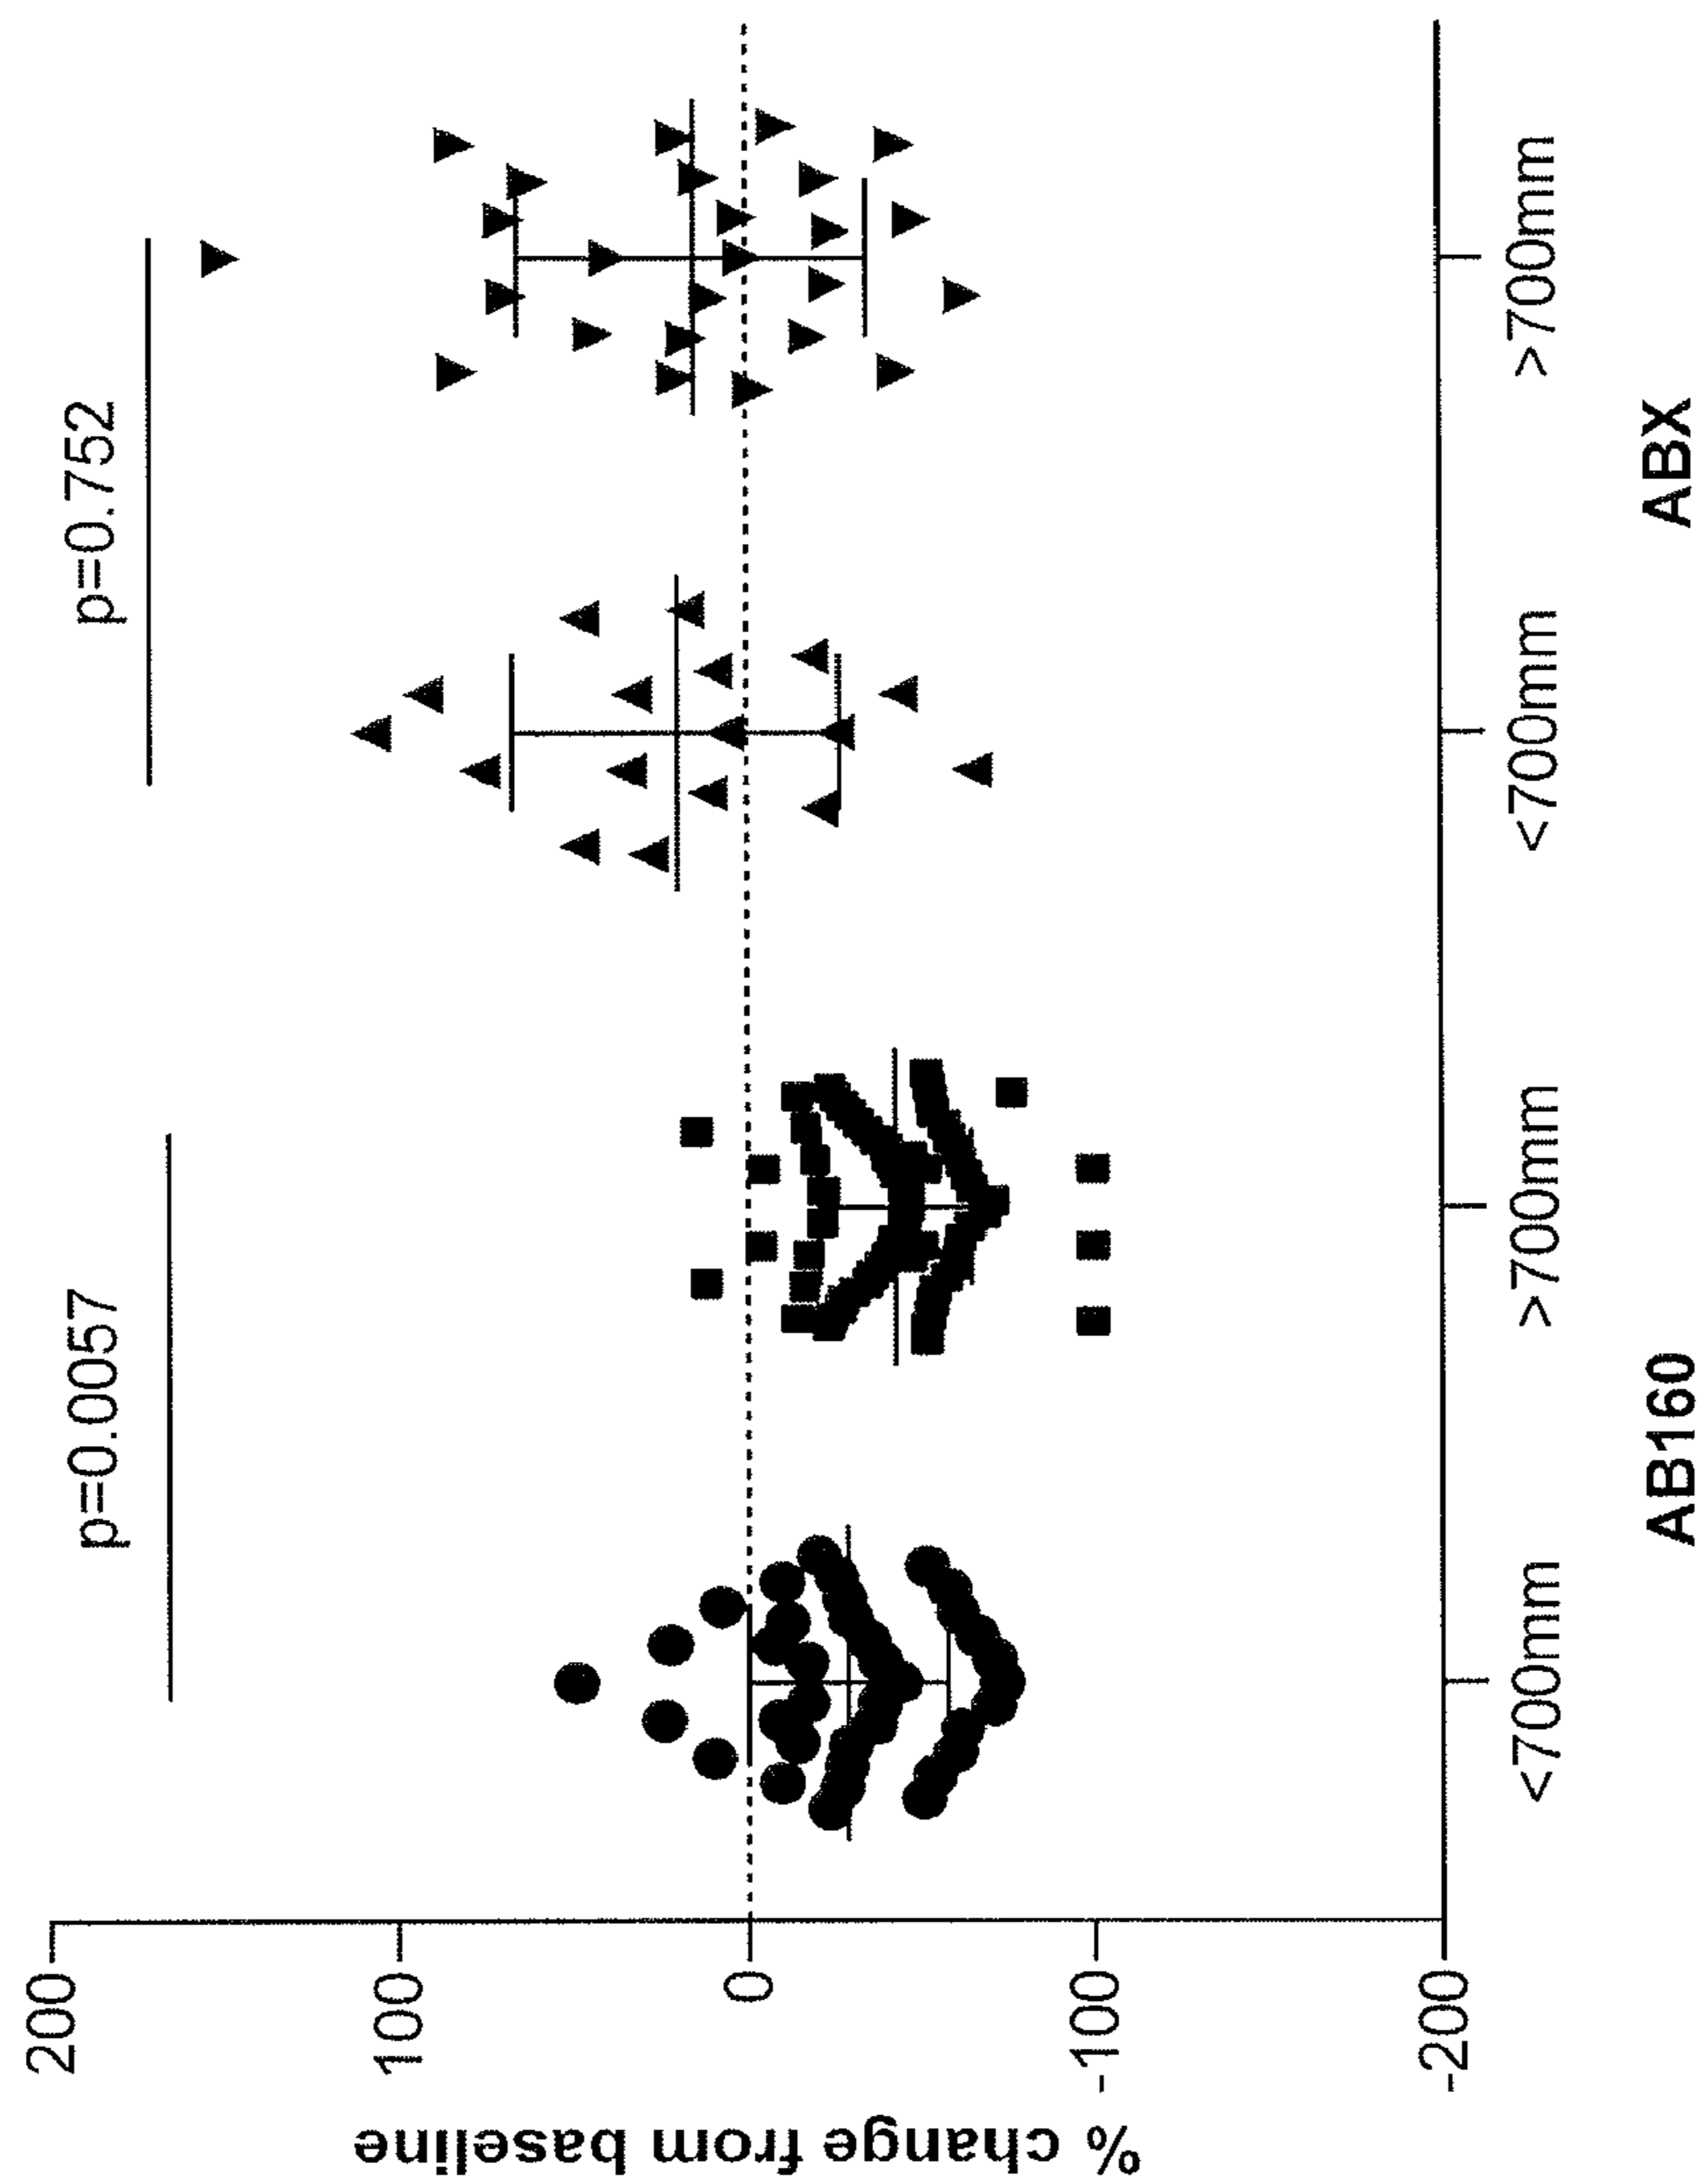 % change from baseline
200
100
0
-100
-200
p=0.0057
p=0.752
<700mm
>700mm
<700mm
>700mm
AB160
ABX